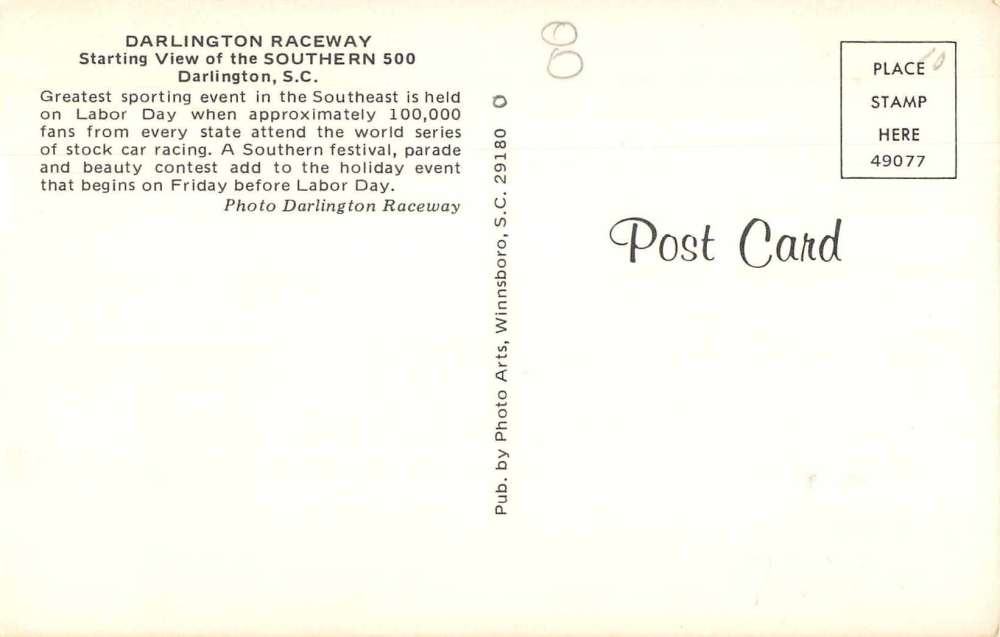 DARLINGTON RACEWAY
Starting View of the SOUTHERN 500
Darlington, S.C.
Greatest sporting event in the Southeast is held
on Labor Day when approximately 100,000
fans from every state attend the world series
of stock car racing. A Southern festival, parade
and beauty contest add to the holiday event
that begins on Friday before Labor Day.
Photo Darlington Raceway
Pub. by Photo Arts, Winnsboro, S.C. 29180
PLACE
STAMP
HERE
49077
Post Card